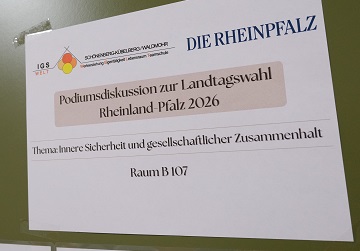 IGS
WELT
SCHÖNENBERG-KÜBELBERG/WALDMOHR
DIE RHEINPFALZ
Podiumsdiskussion zur Landtagswahl
Rheinland-Pfalz 2026
Thema: Innere Sicherheit und gesellschaftlicher Zusammenhalt
Raum B 107